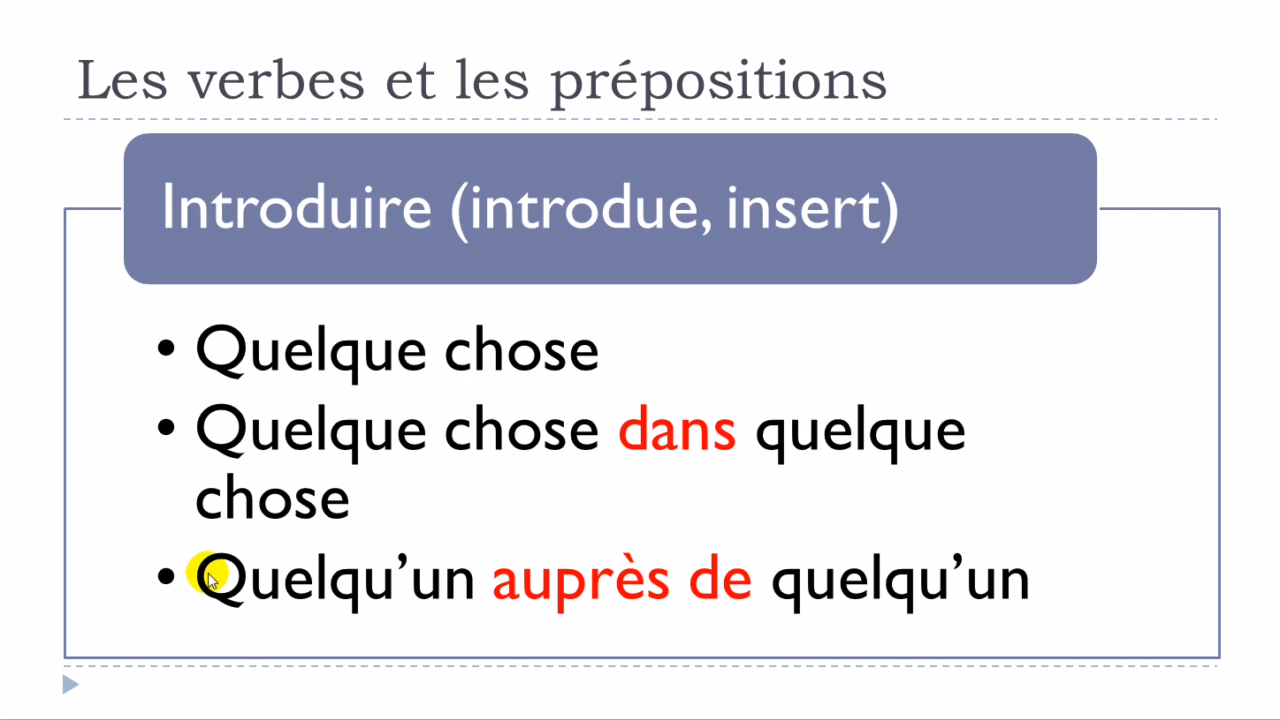 Les verbes et les prépositions
Introduire (introdue, insert)
• Quelque chose
• Quelque chose dans quelque
chose
• Quelqu’un auprès de quelqu’un